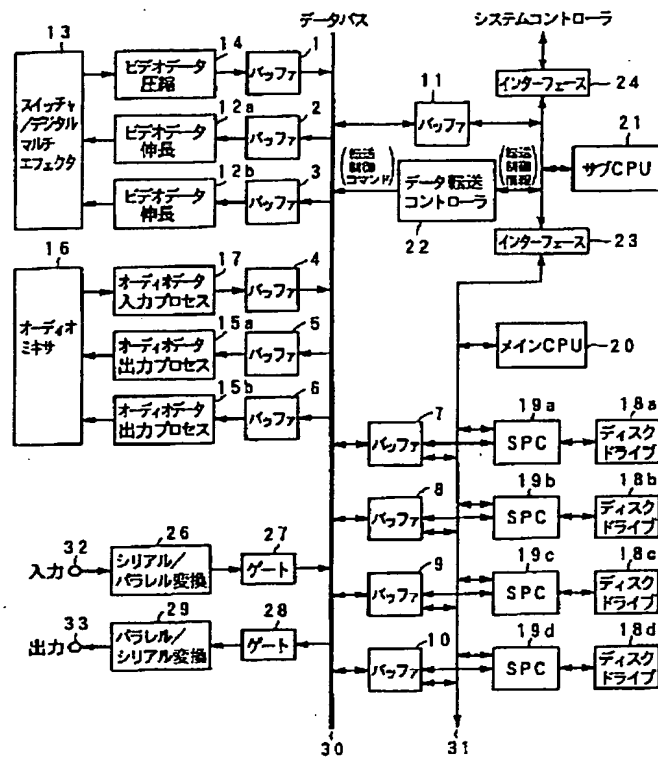 データバス
システムコントローラ
13
スイッチャ
/デジタル
マルチ
エフェクタ
14
ビデオデータ
圧縮
1
バッファ
12a
ビデオデータ
伸長
2
バッファ
12b
ビデオデータ
伸長
3
バッファ
11
バッファ
インターフェース
24
21
サブCPU
(転送
制御
コマンド)
データ転送
コントローラ
22
(転送
制御
情報)
インターフェース
23
16
オーディオ
ミキサ
17
オーディオデータ
入力プロセス
4
バッファ
15a
オーディオデータ
出力プロセス
5
バッファ
15b
オーディオデータ
出力プロセス
6
バッファ
メインCPU
20
7
バッファ
19a
SPC
18a
ディスク
ドライブ
8
バッファ
19b
SPC
18b
ディスク
ドライブ
9
バッファ
19c
SPC
18c
ディスク
ドライブ
10
バッファ
19d
SPC
18d
ディスク
ドライブ
32
入力
26
シリアル/
パラレル変換
27
ゲート
33
出力
29
パラレル/
シリアル変換
28
ゲート
30
31